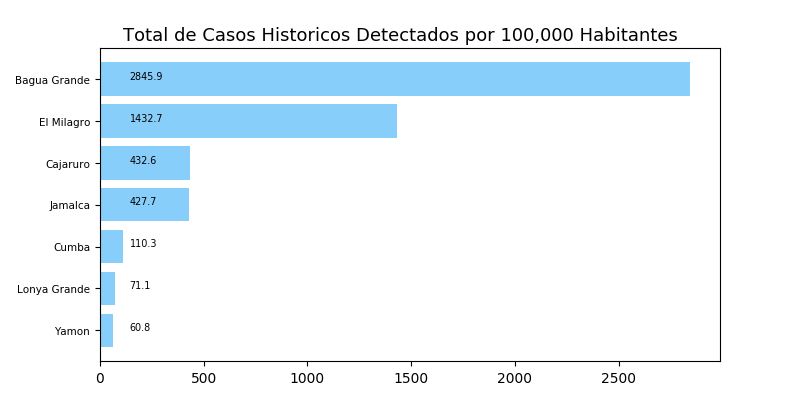 Total de Casos Historicos Detectados por 100,000 Habitantes
Bagua Grande 2845.9
El Milagro 1432.7
Cajaruro 432.6
Jamalca 427.7
Cumba 110.3
Lonya Grande 71.1
Yamon 60.8
0 500 1000 1500 2000 2500